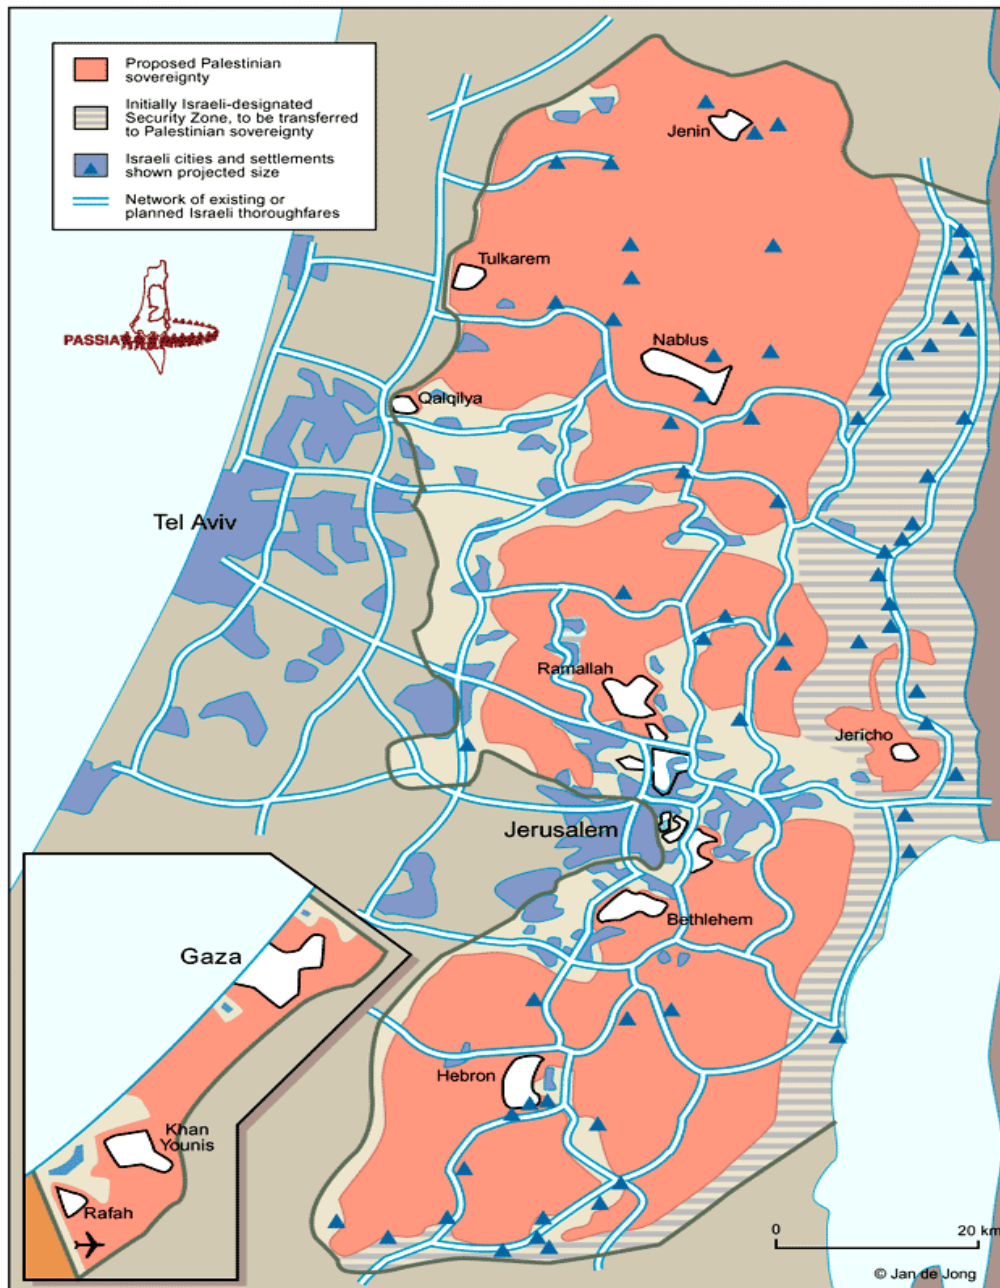 Proposed Palestinian
sovereignty
Initially Israeli-designated
Security Zone, to be transferred
to Palestinian sovereignty
Israeli cities and settlements
shown projected size
Network of existing or
planned Israeli thoroughfares
PASSIA
Jenin
Tulkarem
Nablus
Qalqilya
Tel Aviv
Ramallah
Jericho
Jerusalem
Bethlehem
Hebron
Gaza
Khan
Younis
Rafah
0 20 km
© Jan de Jong